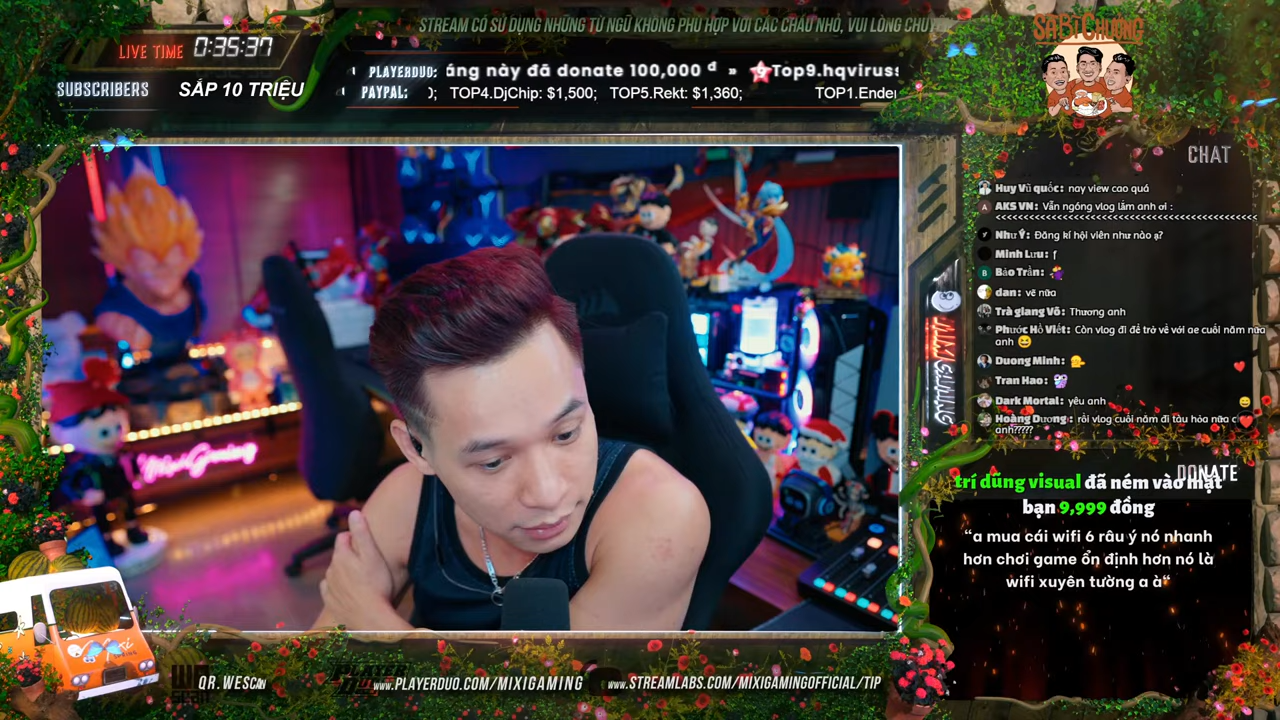 STREAM CÓ SỬ DỤNG NHỮNG TỪ NGỮ KHÔNG PHÙ HỢP VỚI CÁC CHÁU NHỎ, VUI LÒNG CHÚ Ý
LIVE TIME 0:35:37
SUBSCRIBERS SẮP 10 TRIỆU
PLAYERDUO: áng này đã donate 100,000 ₫ » Top9.hqviruss
PAYPAL: ); TOP4.DjChip: $1,500; TOP5.Rekt: $1,360; TOP1.Ender
SÀBÌCHƯỞNG
CHAT
Huy Vũ quốc: nay view cao quá
AKS VN: Vẫn ngóng vlog lắm anh ơi :
<<<<<<<<<<<<<<<<<<<<<<<<<<<<<<<<<<<<<<<<<<<
Như Ý: Đăng kí hội viên như nào ạ?
Minh Lưu: f
Bảo Trần:
dan: vẽ nữa
Trà giang Võ: Thương anh
Phước Hồ Viết: Còn vlog đi để trở về với ae cuối năm nữa
anh 😆
Duong Minh:
Tran Hao:
Dark Mortal: yêu anh
Hoàng Dương: rồi vlog cuối năm đi tàu hỏa nữa c
anh?????
MixiGaming
DONATE
trí dũng visual đã ném vào mặt
bạn 9,999 đồng
“a mua cái wifi 6 râu ý nó nhanh
hơn chơi game ổn định hơn nó là
wifi xuyên tường a à“
QR.WESCAN
WWW.PLAYERDUO.COM/MIXIGAMING
WWW.STREAMLABS.COM/MIXIGAMINGOFFICIAL/TIP